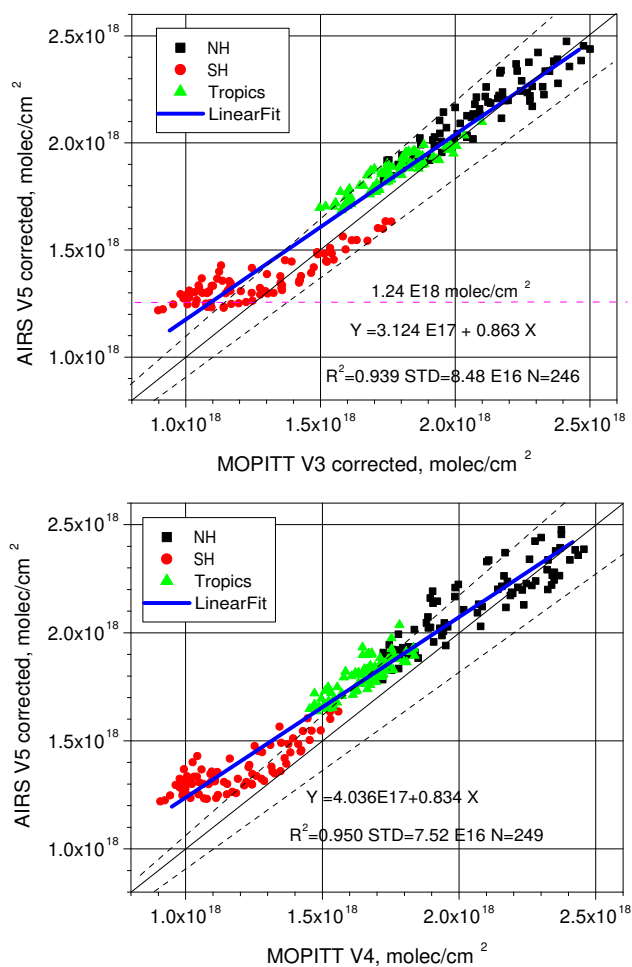 2.5x10^18
2.0x10^18
1.5x10^18
1.0x10^18
AIRS V5 corrected, molec/cm^2
NH
SH
Tropics
LinearFit
1.24 E18 molec/cm^2
Y =3.124 E17 + 0.863 X
R^2=0.939 STD=8.48 E16 N=246
1.0x10^18 1.5x10^18 2.0x10^18 2.5x10^18
MOPITT V3 corrected, molec/cm^2
2.5x10^18
2.0x10^18
1.5x10^18
1.0x10^18
AIRS V5 corrected, molec/cm^2
NH
SH
Tropics
LinearFit
Y =4.036E17+0.834 X
R^2=0.950 STD=7.52 E16 N=249
1.0x10^18 1.5x10^18 2.0x10^18 2.5x10^18
MOPITT V4, molec/cm^2